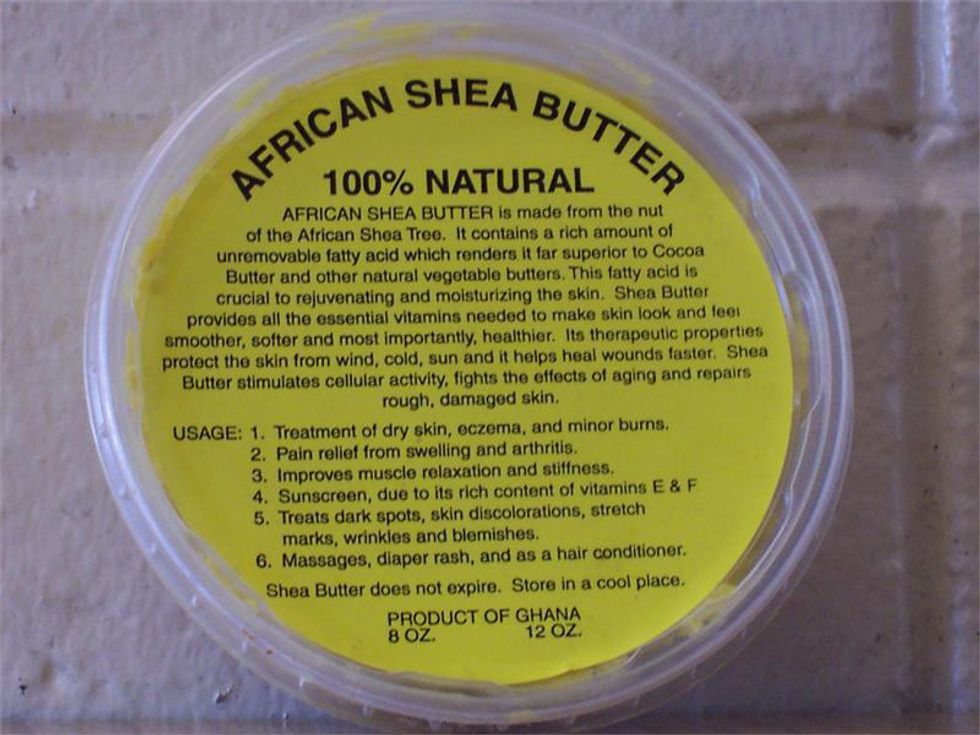 AFRICAN SHEA BUTTER
100% NATURAL
AFRICAN SHEA BUTTER is made from the nut
of the African Shea Tree. It contains a rich amount of
unremovable fatty acid which renders it far superior to Cocoa
Butter and other natural vegetable butters. This fatty acid is
crucial to rejuvenating and moisturizing the skin. Shea Butter
provides all the essential vitamins needed to make skin look and feel
smoother, softer and most importantly, healthier. Its therapeutic properties
protect the skin from wind, cold, sun and it helps heal wounds faster. Shea
Butter stimulates cellular activity, fights the effects of aging and repairs
rough, damaged skin.
USAGE: 1. Treatment of dry skin, eczema, and minor burns.
2. Pain relief from swelling and arthritis.
3. Improves muscle relaxation and stiffness.
4. Sunscreen, due to its rich content of vitamins E & F
5. Treats dark spots, skin discolorations, stretch
marks, wrinkles and blemishes.
6. Massages, diaper rash, and as a hair conditioner.
Shea Butter does not expire. Store in a cool place.
PRODUCT OF GHANA
8 OZ. 12 OZ.